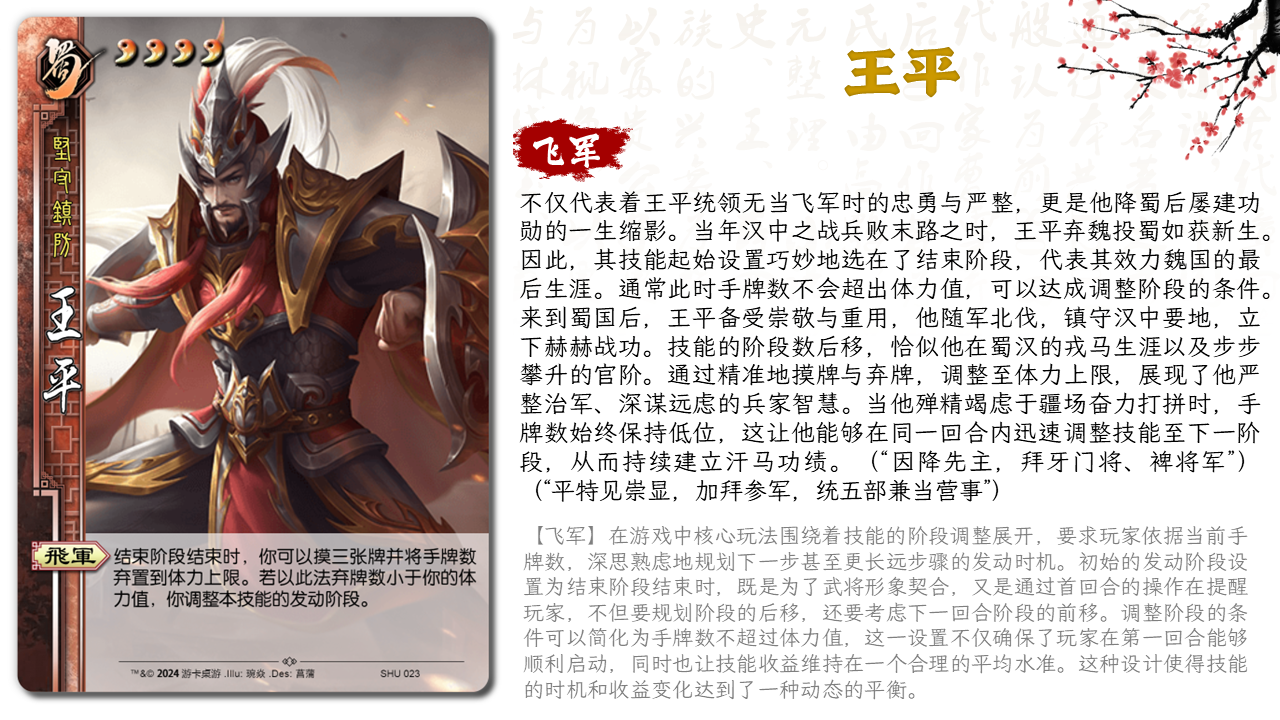 蜀
堅守鎮防
王平
飛軍
结束阶段结束时，你可以摸三张牌并将手牌数
弃置到体力上限。若以此法弃牌数小于你的体
力值，你调整本技能的发动阶段。
™&© 2024 游卡桌游 .Illu: 琬焱 .Des: 菖蒲
SHU 023
王平
飞军
不仅代表着王平统领无当飞军时的忠勇与严整，更是他降蜀后屡建功
勋的一生缩影。当年汉中之战兵败末路之时，王平弃魏投蜀如获新生。
因此，其技能起始设置巧妙地选在了结束阶段，代表其效力魏国的最
后生涯。通常此时手牌数不会超出体力值，可以达成调整阶段的条件。
来到蜀国后，王平备受崇敬与重用，他随军北伐，镇守汉中要地，立
下赫赫战功。技能的阶段数后移，恰似他在蜀汉的戎马生涯以及步步
攀升的官阶。通过精准地摸牌与弃牌，调整至体力上限，展现了他严
整治军、深谋远虑的兵家智慧。当他殚精竭虑于疆场奋力打拼时，手
牌数始终保持低位，这让他能够在同一回合内迅速调整技能至下一阶
段，从而持续建立汗马功绩。（“因降先主，拜牙门将、裨将军”）
（“平特见崇显，加拜参军，统五部兼当营事”）
【飞军】在游戏中核心玩法围绕着技能的阶段调整展开，要求玩家依据当前手
牌数，深思熟虑地规划下一步甚至更长远步骤的发动时机。初始的发动阶段设
置为结束阶段结束时，既是为了武将形象契合，又是通过首回合的操作在提醒
玩家，不但要规划阶段的后移，还要考虑下一回合阶段的前移。调整阶段的条
件可以简化为手牌数不超过体力值，这一设置不仅确保了玩家在第一回合能够
顺利启动，同时也让技能收益维持在一个合理的平均水准。这种设计使得技能
的时机和收益变化达到了一种动态的平衡。